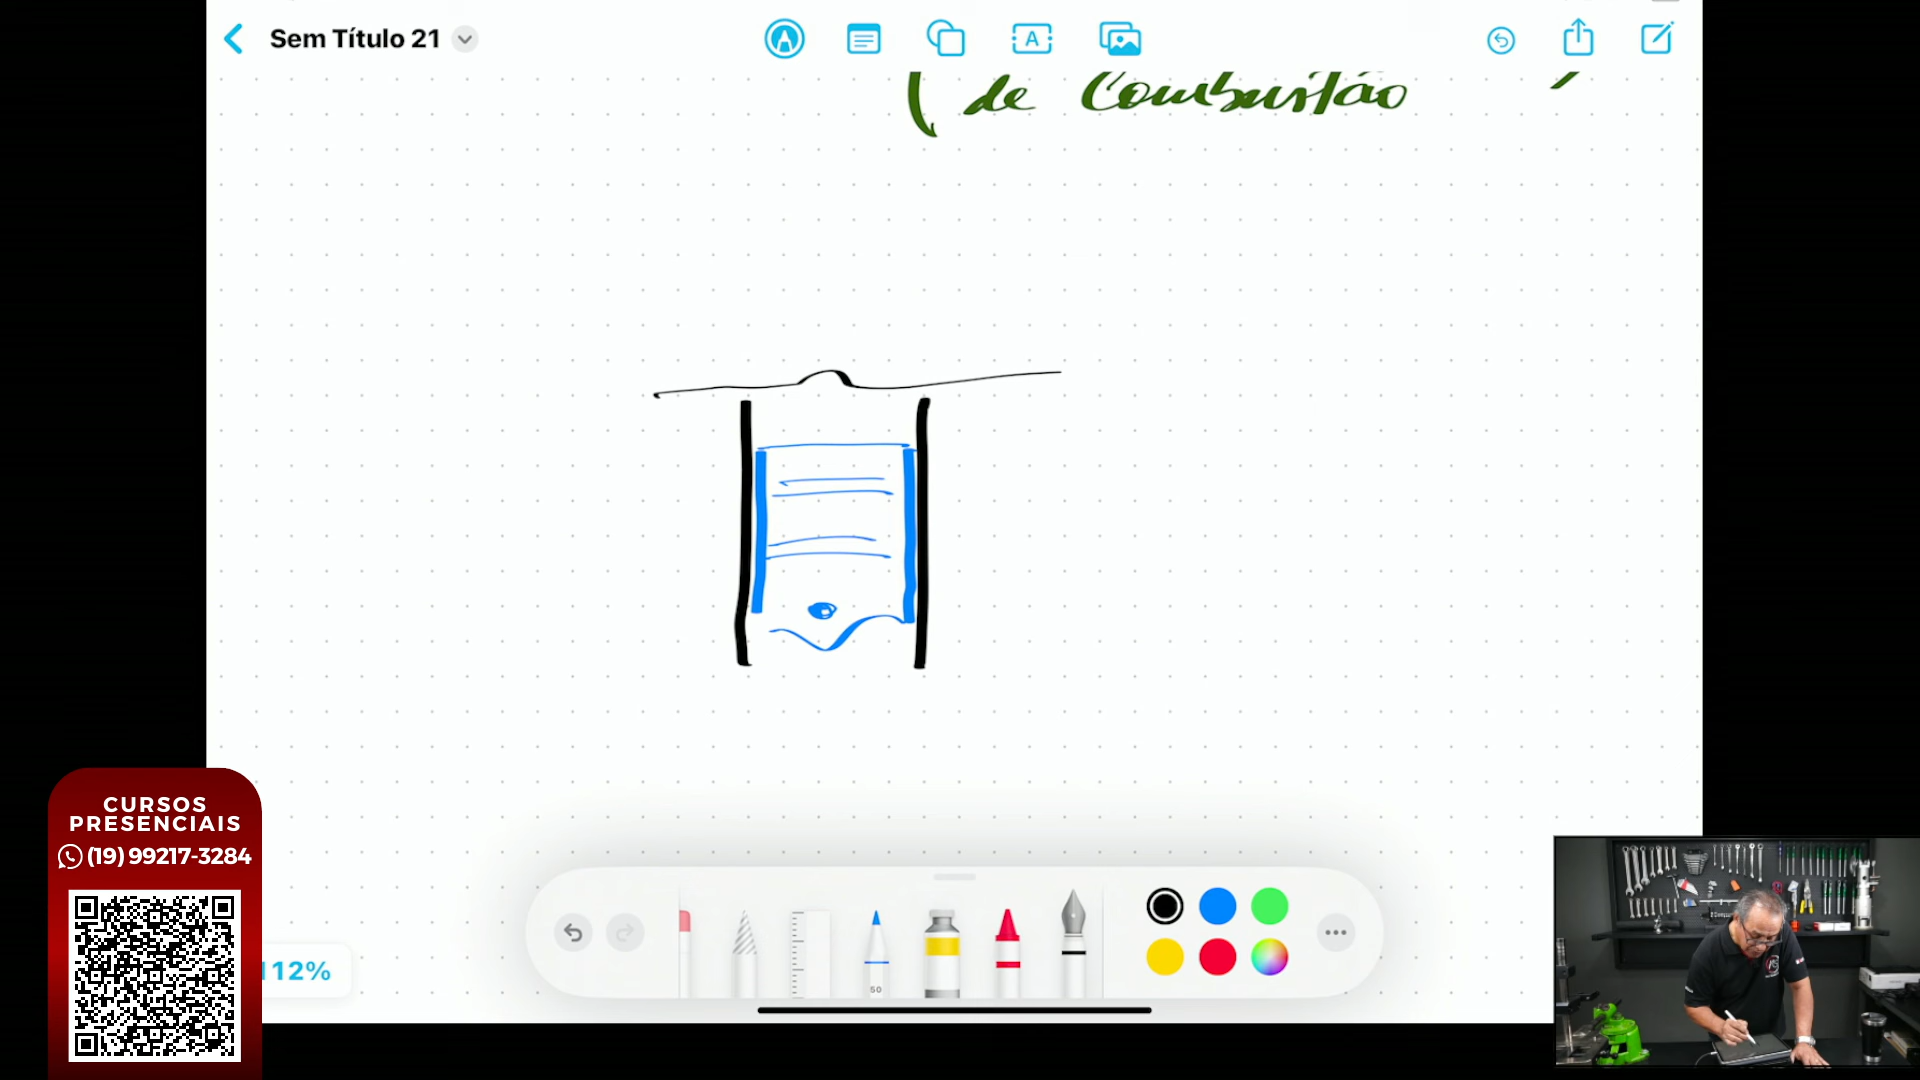 Sem Título 21
A
de Combustão
50
112%
CURSOS
PRESENCIAIS
(19) 99217-3284